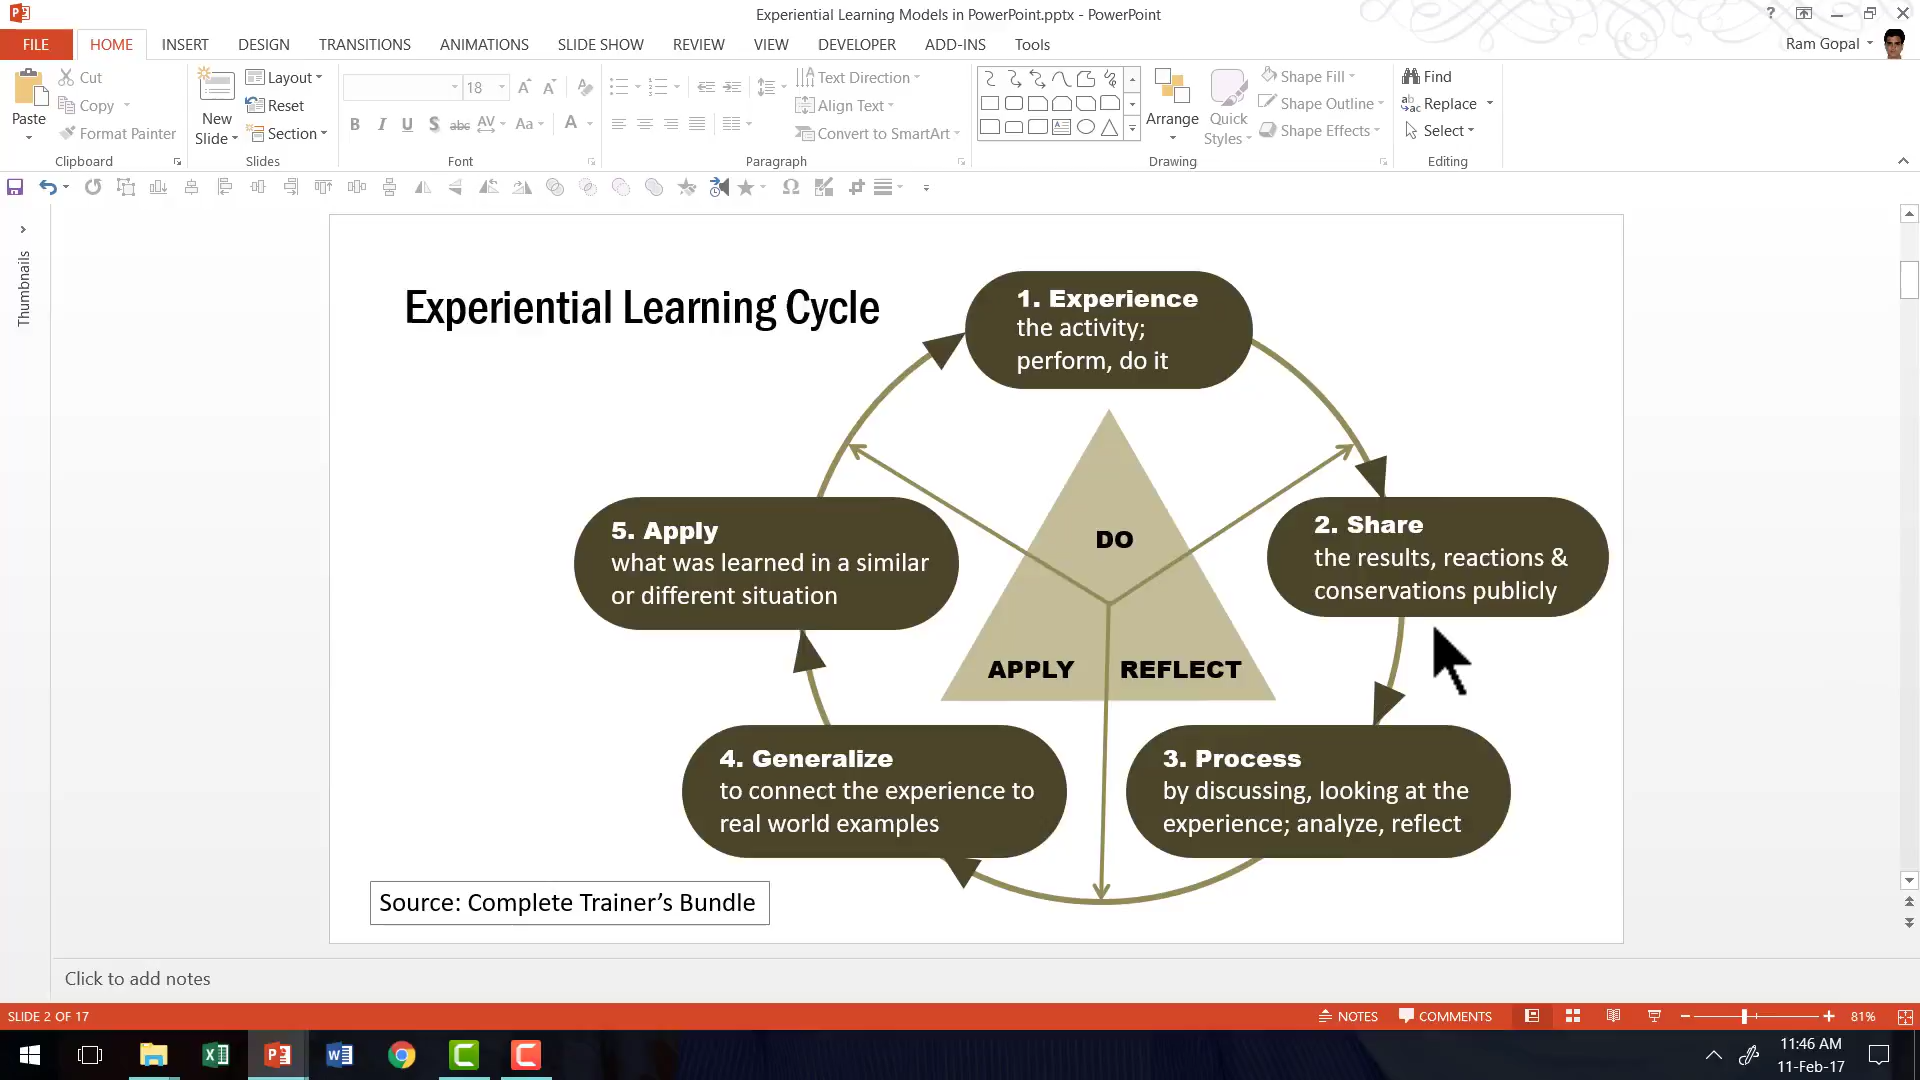 Experiential Learning Models in PowerPoint.pptx - PowerPoint
?
FILE HOME INSERT DESIGN TRANSITIONS ANIMATIONS SLIDE SHOW REVIEW VIEW DEVELOPER ADD-INS Tools
Ram Gopal
Paste
Cut
Copy
Format Painter
Clipboard
New
Slide
Layout
Reset
Section
Slides
18
B I U S abc AV Aa A
Font
Text Direction
Align Text
Convert to SmartArt
Paragraph
Arrange
Quick
Styles
Shape Fill
Shape Outline
Shape Effects
Drawing
Find
Replace
Select
Editing
Thumbnails
Experiential Learning Cycle
1. Experience
the activity;
perform, do it
2. Share
the results, reactions &
conservations publicly
3. Process
by discussing, looking at the
experience; analyze, reflect
4. Generalize
to connect the experience to
real world examples
5. Apply
what was learned in a similar
or different situation
DO
APPLY
REFLECT
Source: Complete Trainer’s Bundle
Click to add notes
SLIDE 2 OF 17
NOTES
COMMENTS
81%
11:46 AM
11-Feb-17